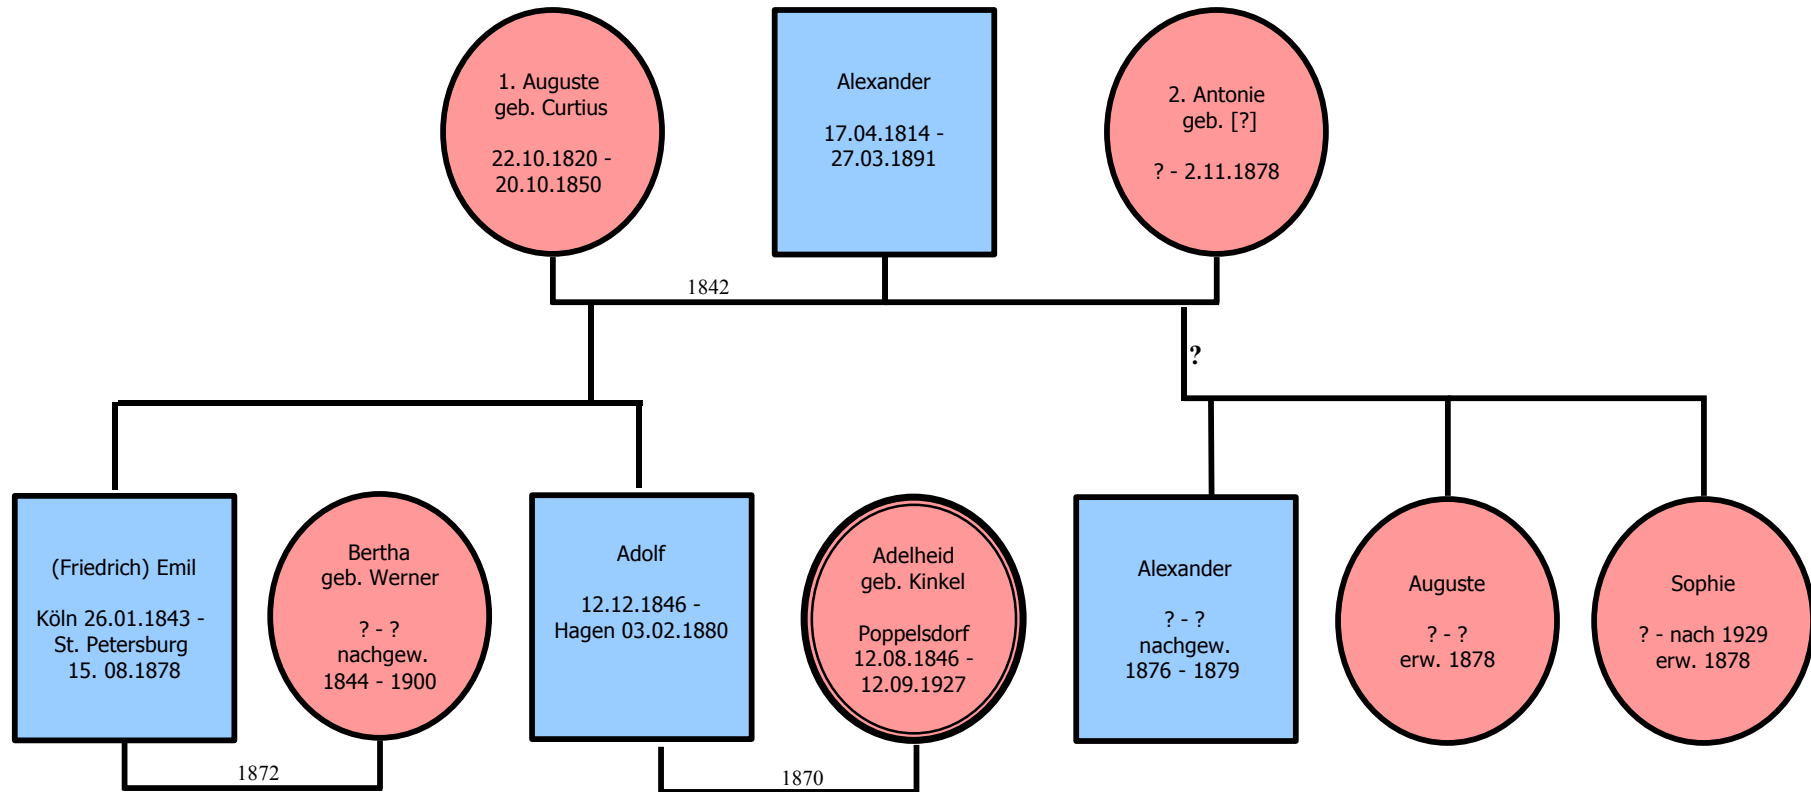 1. Auguste
geb. Curtius
22.10.1820 -
20.10.1850
Alexander
17.04.1814 -
27.03.1891
2. Antonie
geb. [?]
? - 2.11.1878
1842
?
(Friedrich) Emil
Köln 26.01.1843 -
St. Petersburg
15. 08.1878
Bertha
geb. Werner
? - ?
nachgew.
1844 - 1900
Adolf
12.12.1846 -
Hagen 03.02.1880
Adelheid
geb. Kinkel
Poppelsdorf
12.08.1846 -
12.09.1927
Alexander
? - ?
nachgew.
1876 - 1879
Auguste
? - ?
erw. 1878
Sophie
? - nach 1929
erw. 1878
1872
1870